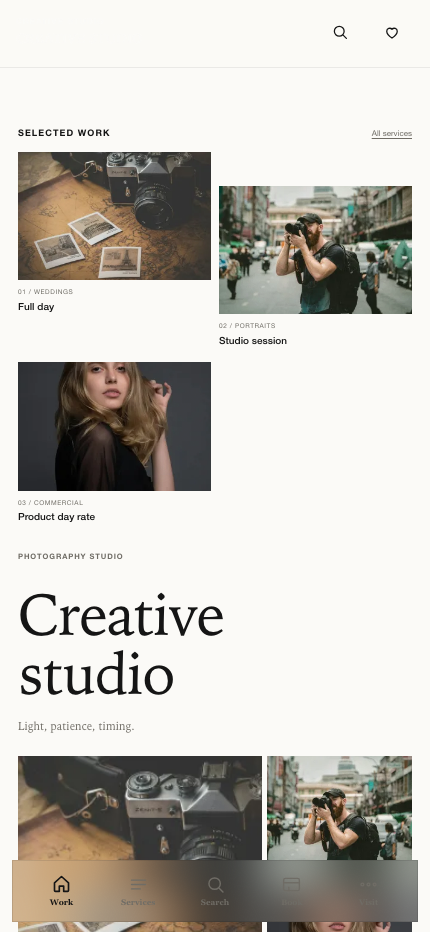 SELECTED WORK
All services
01 / WEDDINGS
Full day
02 / PORTRAITS
Studio session
03 / COMMERCIAL
Product day rate
PHOTOGRAPHY STUDIO
Creative
studio
Light, patience, timing.
Work
Services
Search